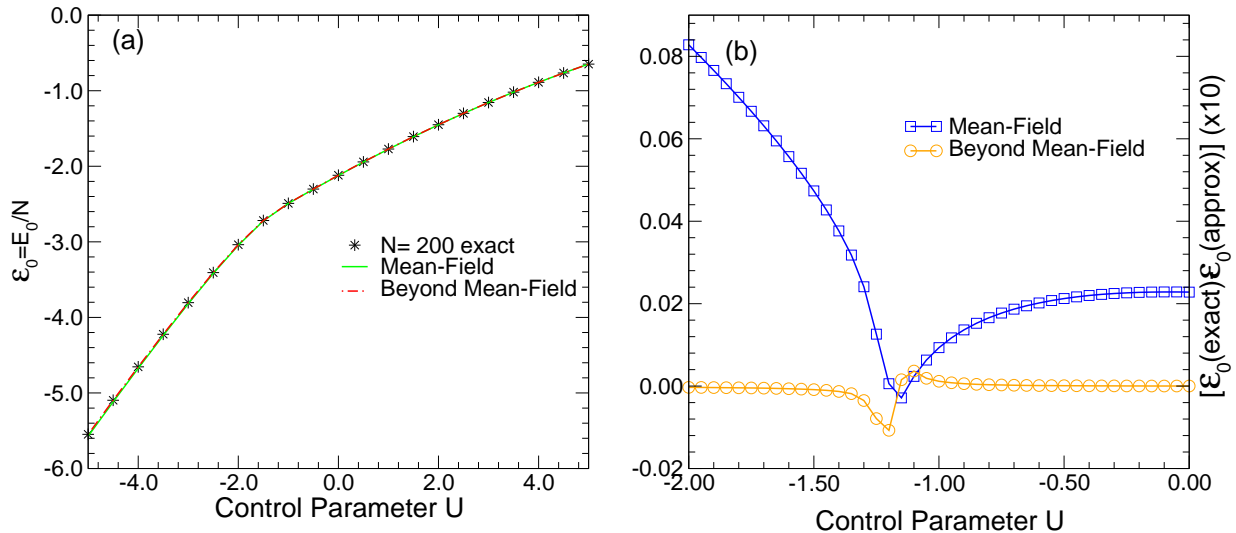 (a)
0.0
-1.0
-2.0
-3.0
-4.0
-5.0
-6.0
ε₀=E₀/N
N= 200 exact
Mean-Field
Beyond Mean-Field
-4.0 -2.0 0.0 2.0 4.0
Control Parameter U
(b)
0.08
0.06
0.04
0.02
0.00
-0.02
Mean-Field
Beyond Mean-Field
[ε₀(exact)ε₀(approx)] (x10)
-2.00 -1.50 -1.00 0.00
Control Parameter U